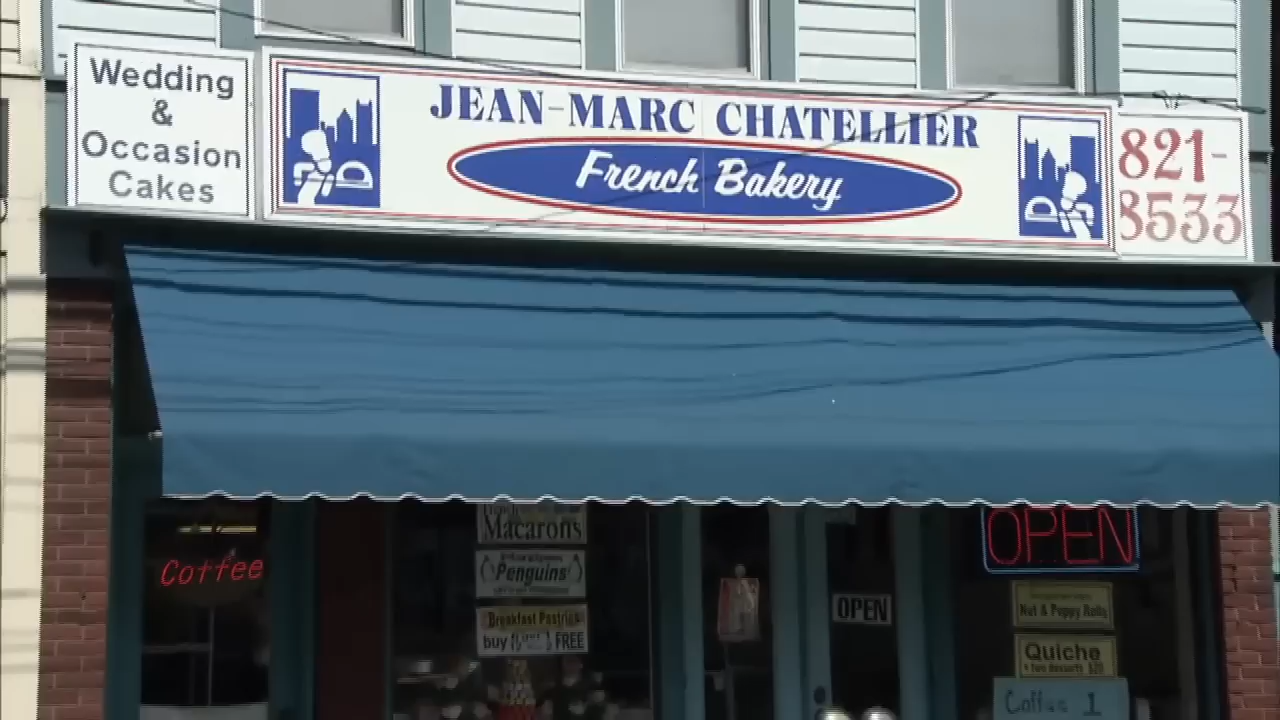 Wedding
&
Occasion
Cakes
JEAN-MARC CHATELLIER
French Bakery
821-
8533
Coffee
Macarons
Penguins
Breakfast Pastries
buy FREE
OPEN
OPEN
Nut & Poppy Rolls
Quiche
Coffee 1